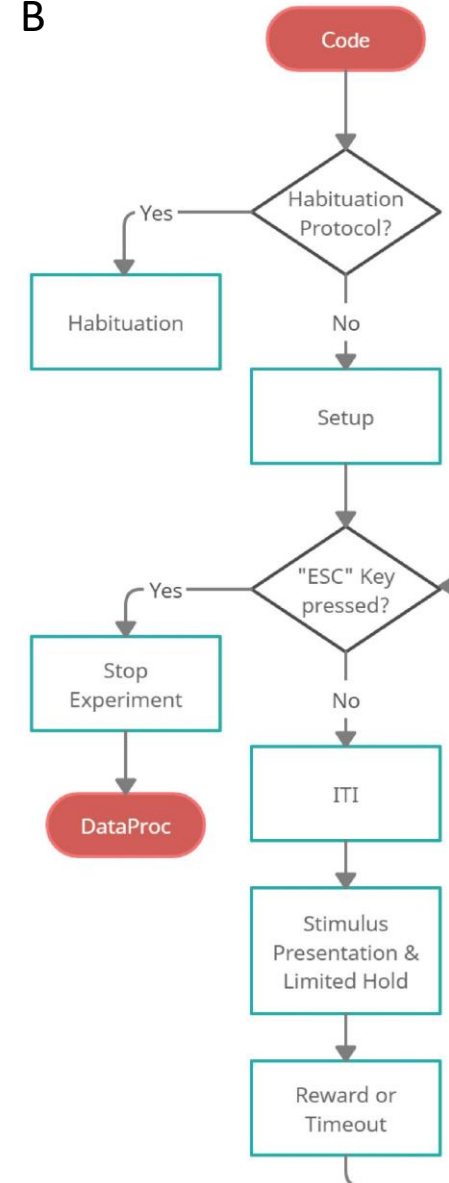 B
Code
Habituation
Protocol?
Yes
Habituation
No
Setup
"ESC" Key
pressed?
Yes
Stop
Experiment
No
DataProc
ITI
Stimulus
Presentation &
Limited Hold
Reward or
Timeout